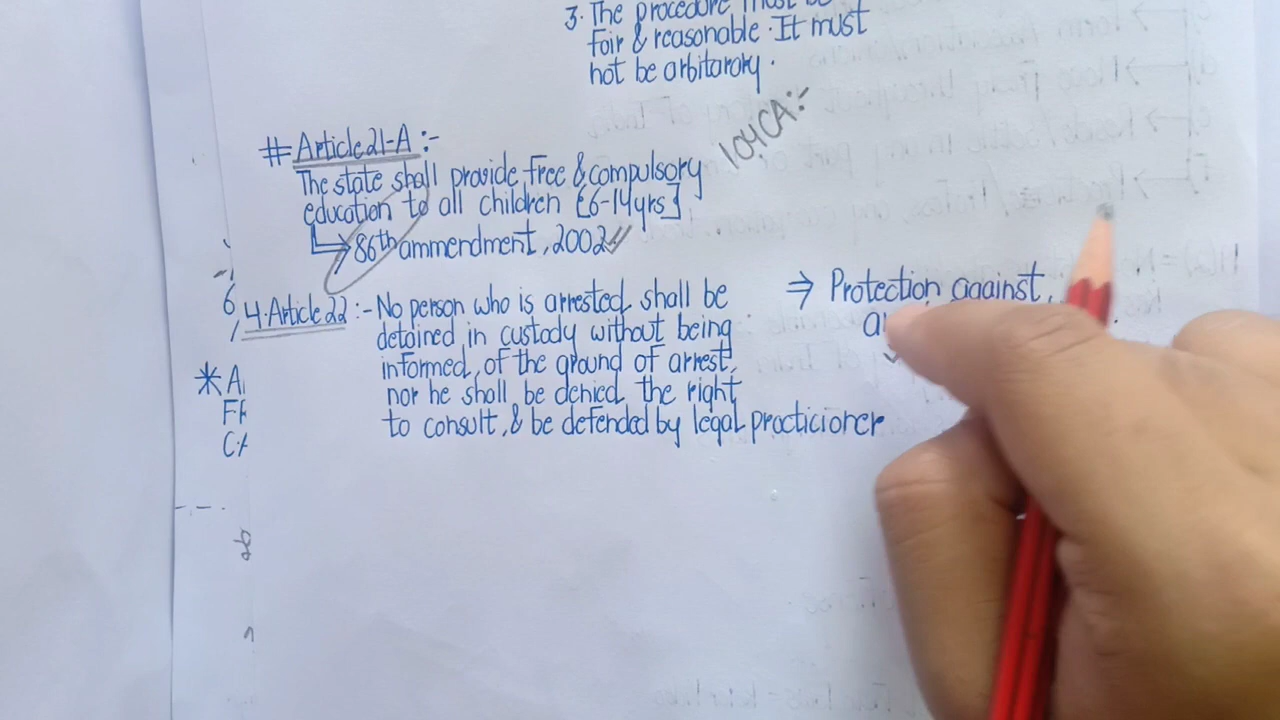 3. The procedure must be
fair & reasonable. It must
not be arbitarory.
104CA:-
# Article 21-A :-
The state shall provide free & compulsory
education to all children [6-14yrs]
86th ammendment, 2002
4. Article 22 :- No person who is arrested shall be
detained in custody without being
informed, of the ground of arrest,
nor he shall be denied the right
to consult, & be defended by legal practicioner
⇒ Protection against
6
* A